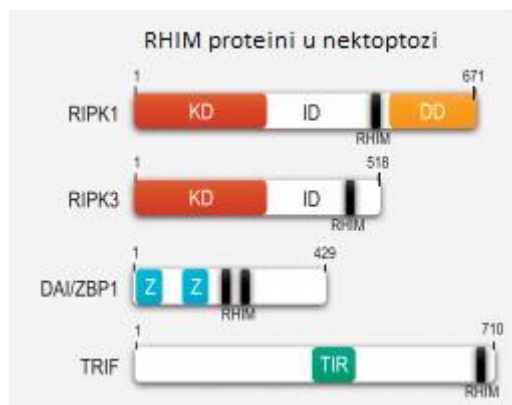 RHIM proteini u nektoptozi
1 671
RIPK1 KD ID DD
RHIM
1 518
RIPK3 KD ID
RHIM
1 429
DAI/ZBP1 Z Z
RHIM
1 710
TRIF TIR
RHIM